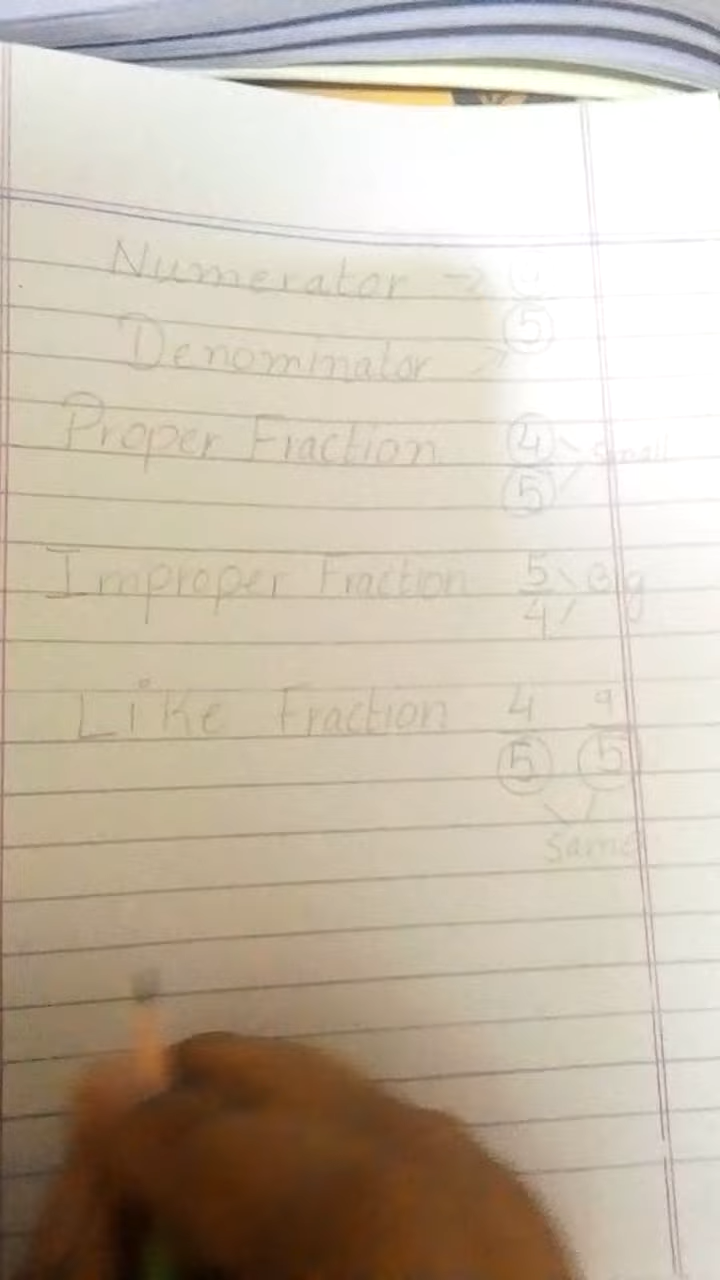 Numerator →
Denominator → 5
Proper Fraction 4 small
5
Improper Fraction 5 Big
4
Like Fraction 4 9
5 5
same